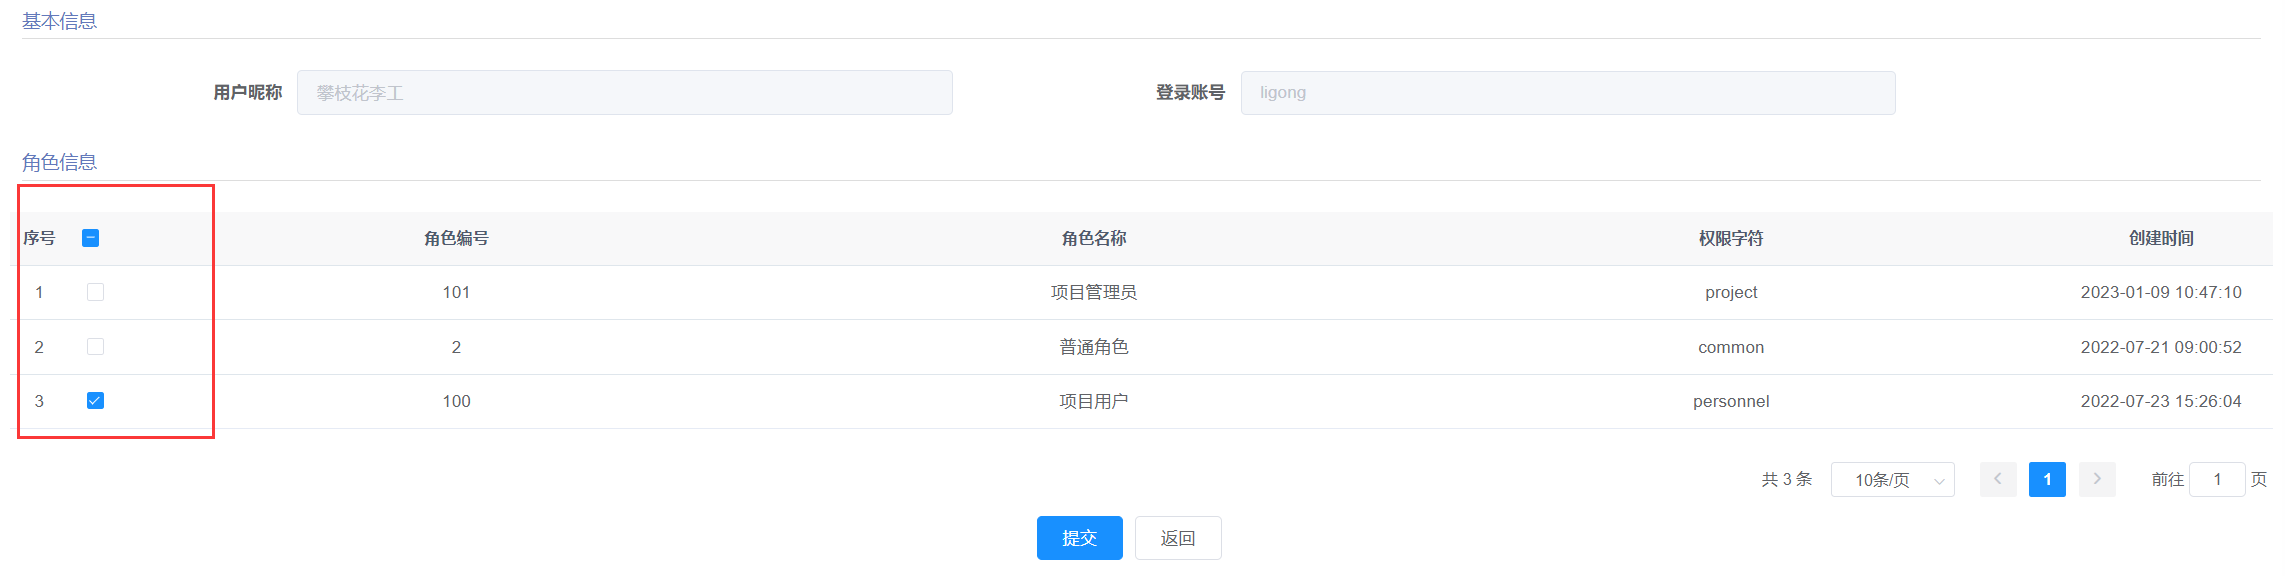 基本信息
用户昵称 攀枝花李工 登录账号 ligong
角色信息
序号 角色编号 角色名称 权限字符 创建时间
1 101 项目管理员 project 2023-01-09 10:47:10
2 2 普通角色 common 2022-07-21 09:00:52
3 100 项目用户 personnel 2022-07-23 15:26:04
共 3 条 10条/页 1 前往 1 页
提交 返回